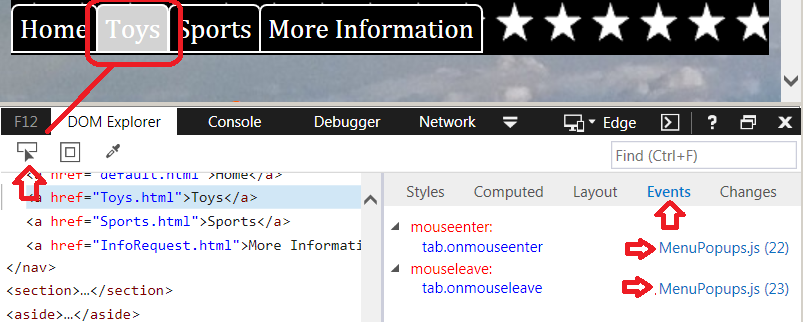 Home Toys Sports More Information
F12 DOM Explorer Console Debugger Network Edge ? 
Find (Ctrl+F)
<a href="default.html">Home</a>
<a href="Toys.html">Toys</a>
<a href="Sports.html">Sports</a>
<a href="InfoRequest.html">More Informati
</nav>
<section>…</section>
<aside>…</aside>
Styles Computed Layout Events Changes
mouseenter:
tab.onmouseenter MenuPopups.js (22)
mouseleave:
tab.onmouseleave MenuPopups.js (23)